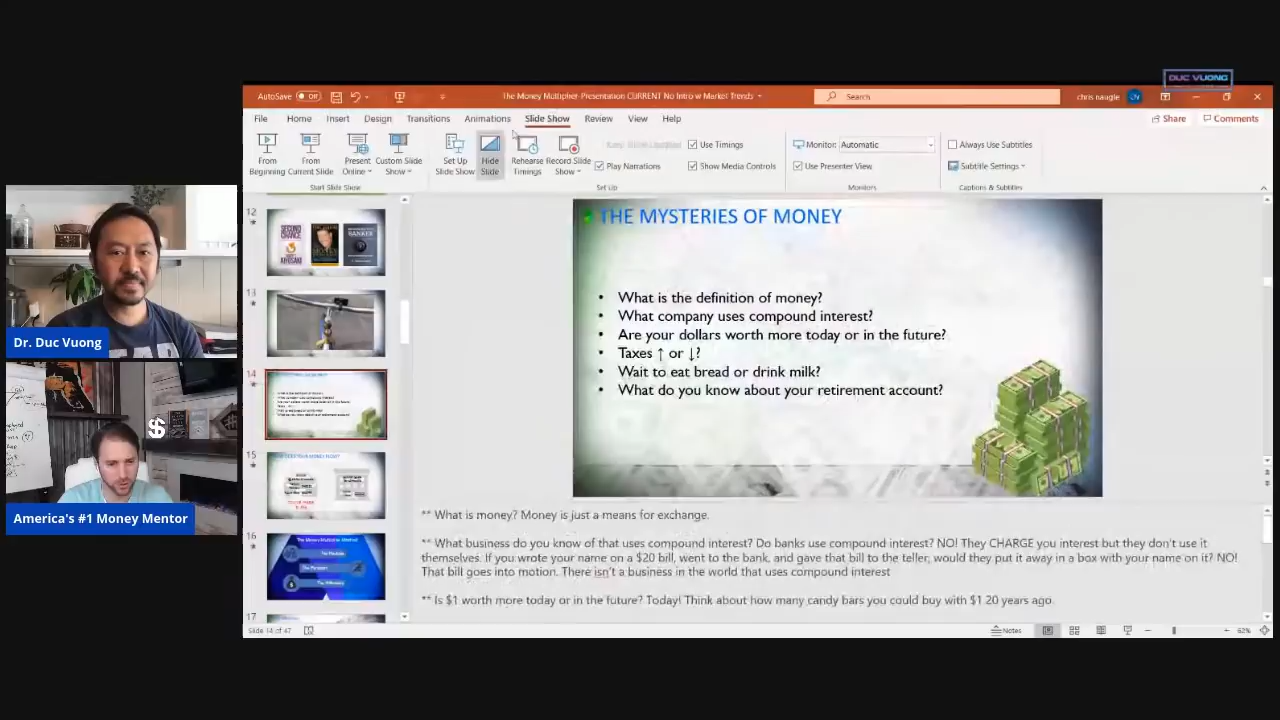 DUC VUONG
AutoSave Off
The Money Multiplier-Presentation CURRENT No Intro w Market Trends
Search
chris naugle
File Home Insert Design Transitions Animations Slide Show Review View Help
Share Comments
From Beginning
From Current Slide
Present Online
Custom Slide Show
Set Up Slide Show
Hide Slide
Rehearse Timings
Record Slide Show
Use Timings
Play Narrations
Show Media Controls
Monitor: Automatic
Use Presenter View
Always Use Subtitles
Subtitle Settings
Start Slide Show
Set Up
Monitors
Captions & Subtitles
12
13
14
15
16
17
THE MYSTERIES OF MONEY
• What is the definition of money?
• What company uses compound interest?
• Are your dollars worth more today or in the future?
• Taxes ↑ or ↓?
• Wait to eat bread or drink milk?
• What do you know about your retirement account?
Dr. Duc Vuong
$
America's #1 Money Mentor
** What is money? Money is just a means for exchange.
** What business do you know of that uses compound interest? Do banks use compound interest? NO! They CHARGE you interest but they don't use it
themselves. If you wrote your name on a $20 bill, went to the bank, and gave that bill to the teller, would they put it away in a box with your name on it? NO!
That bill goes into motion. There isn't a business in the world that uses compound interest
** Is $1 worth more today or in the future? Today! Think about how many candy bars you could buy with $1 20 years ago.
Slide 14 of 47
Notes
62%